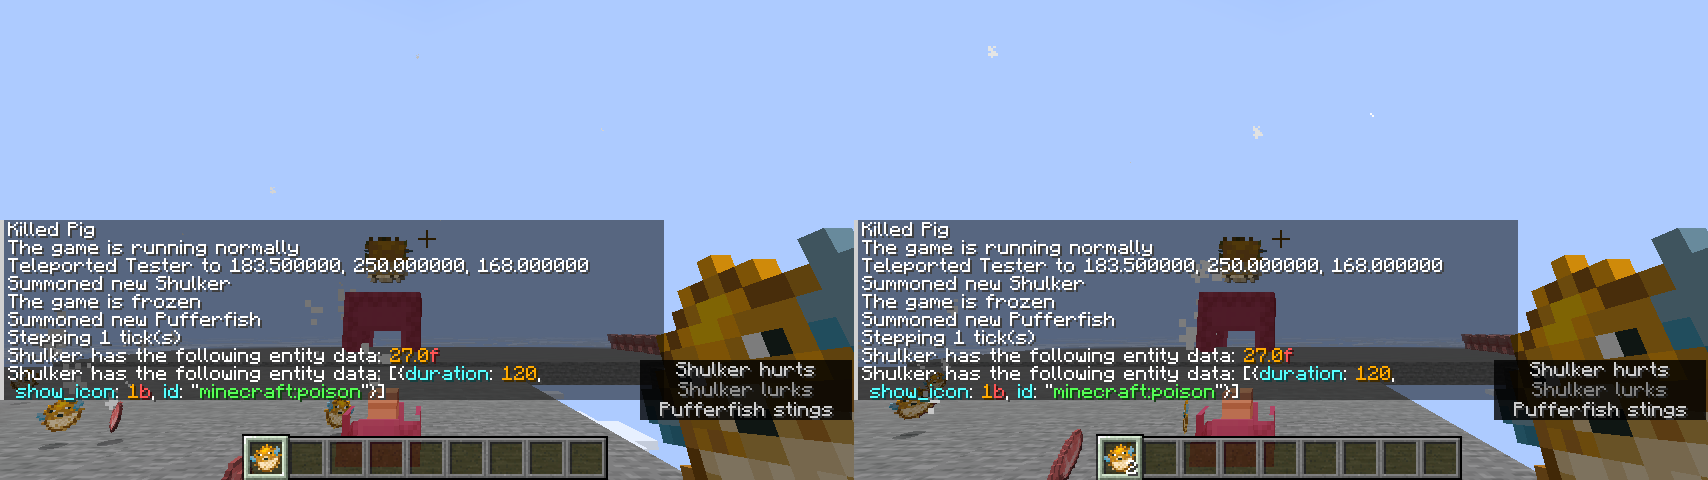 Killed Pig
The game is running normally
Teleported Tester to 183.500000, 250.000000, 168.000000
Summoned new Shulker
The game is frozen
Summoned new Pufferfish
Stepping 1 tick(s)
Shulker has the following entity data: 27.0f
Shulker has the following entity data: [{duration: 120,
show_icon: 1b, id: "minecraft:poison"}]
Shulker hurts
Shulker lurks
Pufferfish stings
Killed Pig
The game is running normally
Teleported Tester to 183.500000, 250.000000, 168.000000
Summoned new Shulker
The game is frozen
Summoned new Pufferfish
Stepping 1 tick(s)
Shulker has the following entity data: 27.0f
Shulker has the following entity data: [{duration: 120,
show_icon: 1b, id: "minecraft:poison"}]
Shulker hurts
Shulker lurks
Pufferfish stings
2